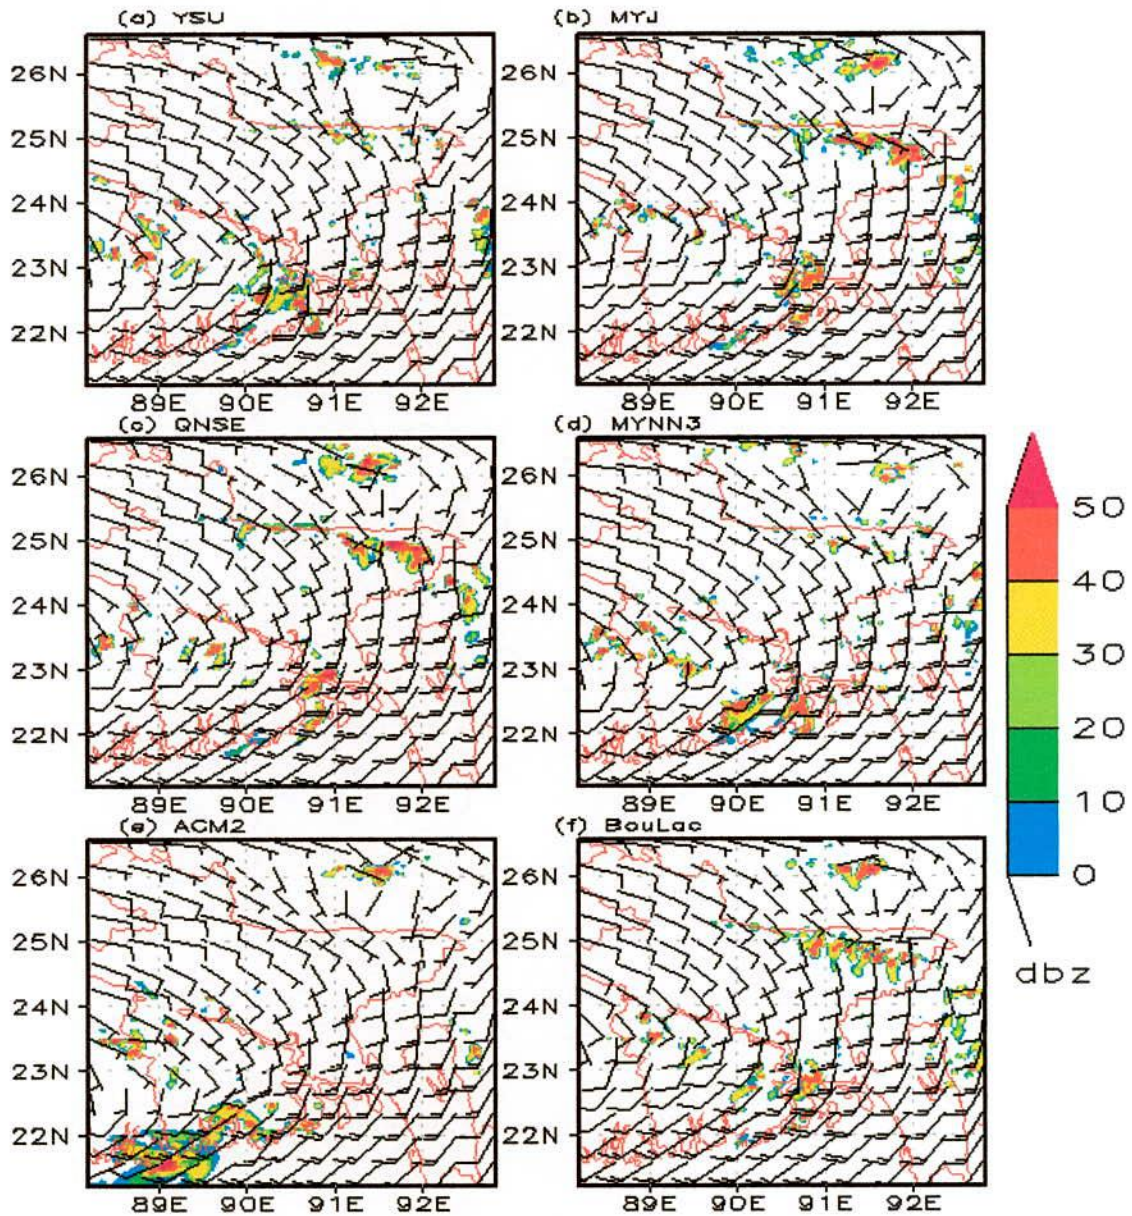 (a) YSU
(b) MYJ
26N
25N
24N
23N
22N
26N
25N
24N
23N
22N
89E 90E 91E 92E
89E 90E 91E 92E
(c) QNSE
(d) MYNN3
26N
25N
24N
23N
22N
26N
25N
24N
23N
22N
50
40
30
20
10
0
dbz
89E 90E 91E 92E
89E 90E 91E 92E
(e) ACM2
(f) BouLac
26N
25N
24N
23N
22N
26N
25N
24N
23N
22N
89E 90E 91E 92E
89E 90E 91E 92E